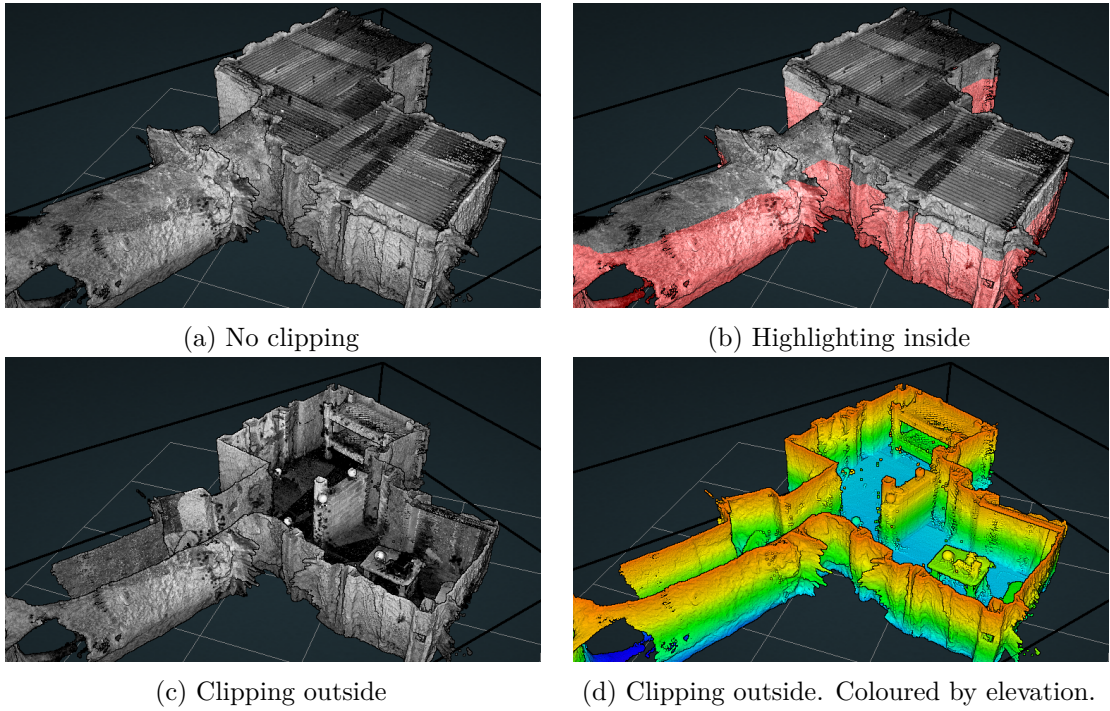 (a) No clipping
(b) Highlighting inside
(c) Clipping outside
(d) Clipping outside. Coloured by elevation.